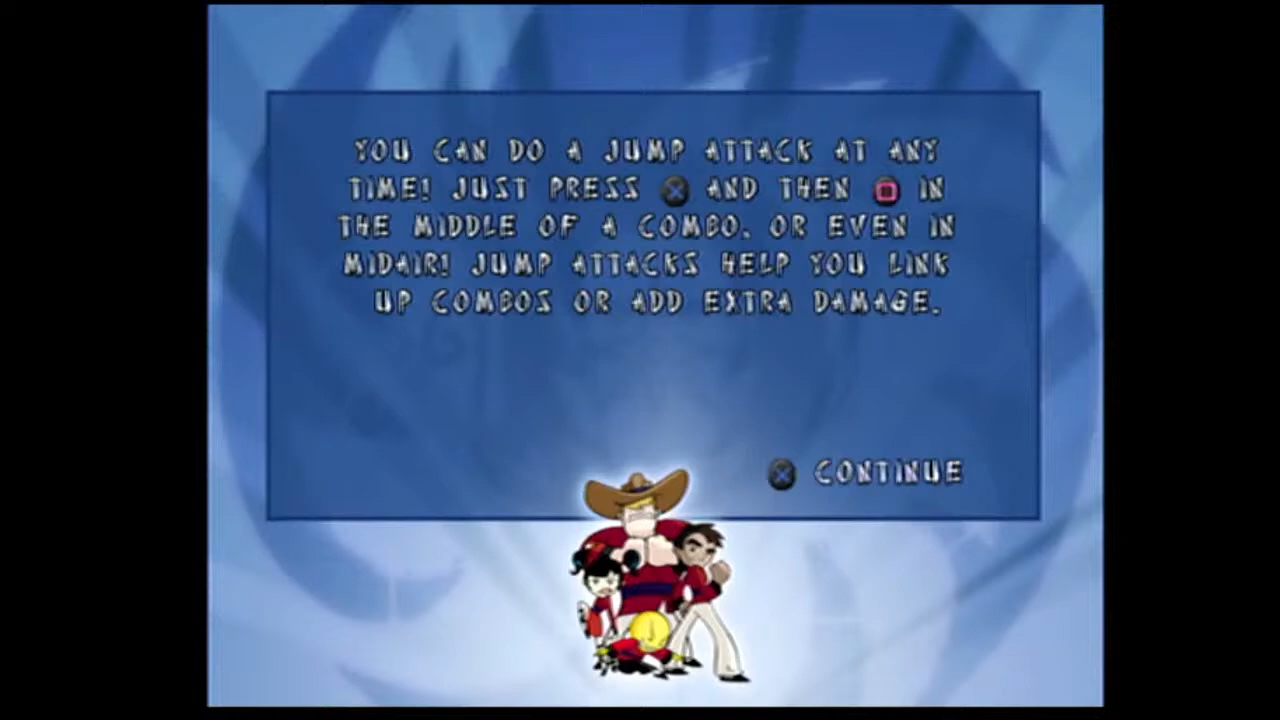 YOU CAN DO A JUMP ATTACK AT ANY
TIME! JUST PRESS AND THEN IN
THE MIDDLE OF A COMBO, OR EVEN IN
MIDAIR! JUMP ATTACKS HELP YOU LINK
UP COMBOS OR ADD EXTRA DAMAGE.
CONTINUE